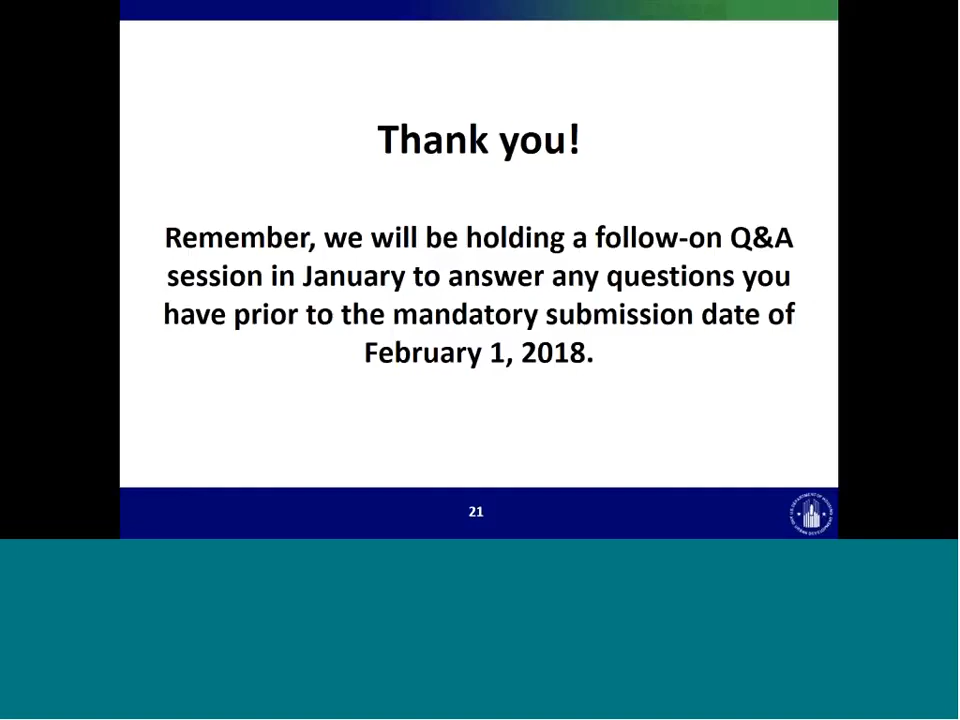 Thank you!
Remember, we will be holding a follow-on Q&A
session in January to answer any questions you
have prior to the mandatory submission date of
February 1, 2018.
21